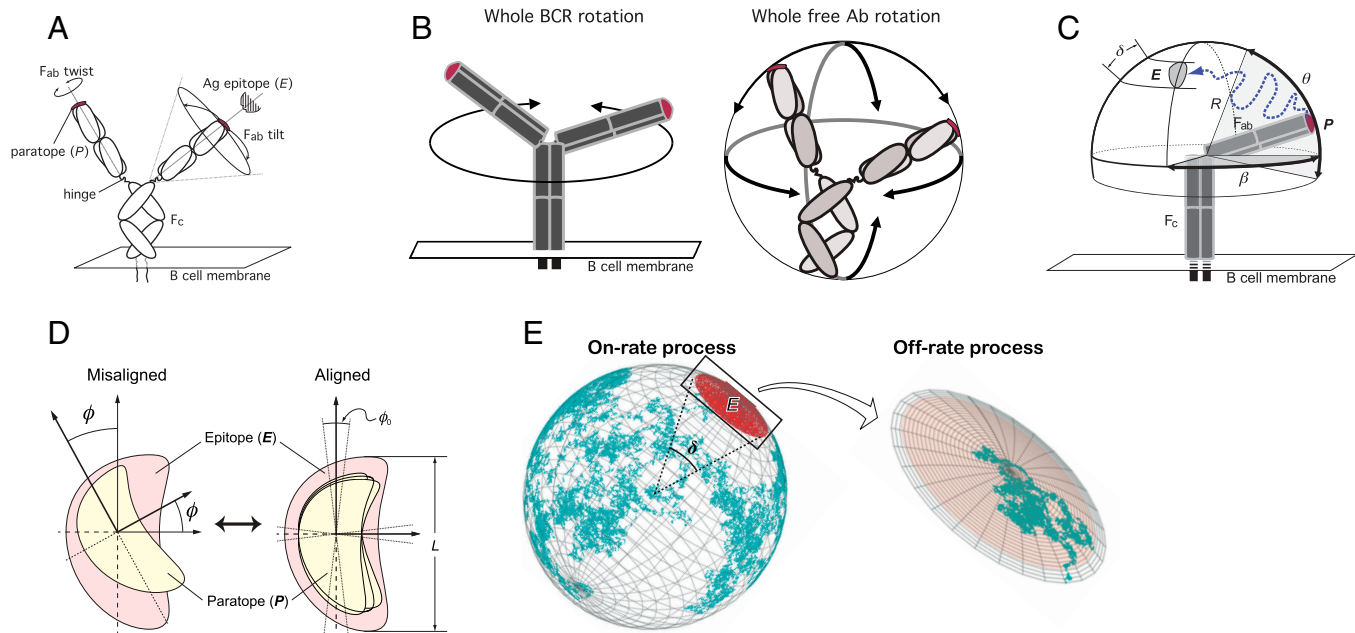 A
Fab twist
Ag epitope (E)
Fab tilt
paratope (P)
hinge
Fc
B cell membrane
B
Whole BCR rotation
Whole free Ab rotation
B cell membrane
C
δ
E
θ
R
Fab
P
β
Fc
B cell membrane
D
Misaligned
Aligned
ϕ
ϕ0
Epitope (E)
ϕ
L
Paratope (P)
E
On-rate process
Off-rate process
E
δ